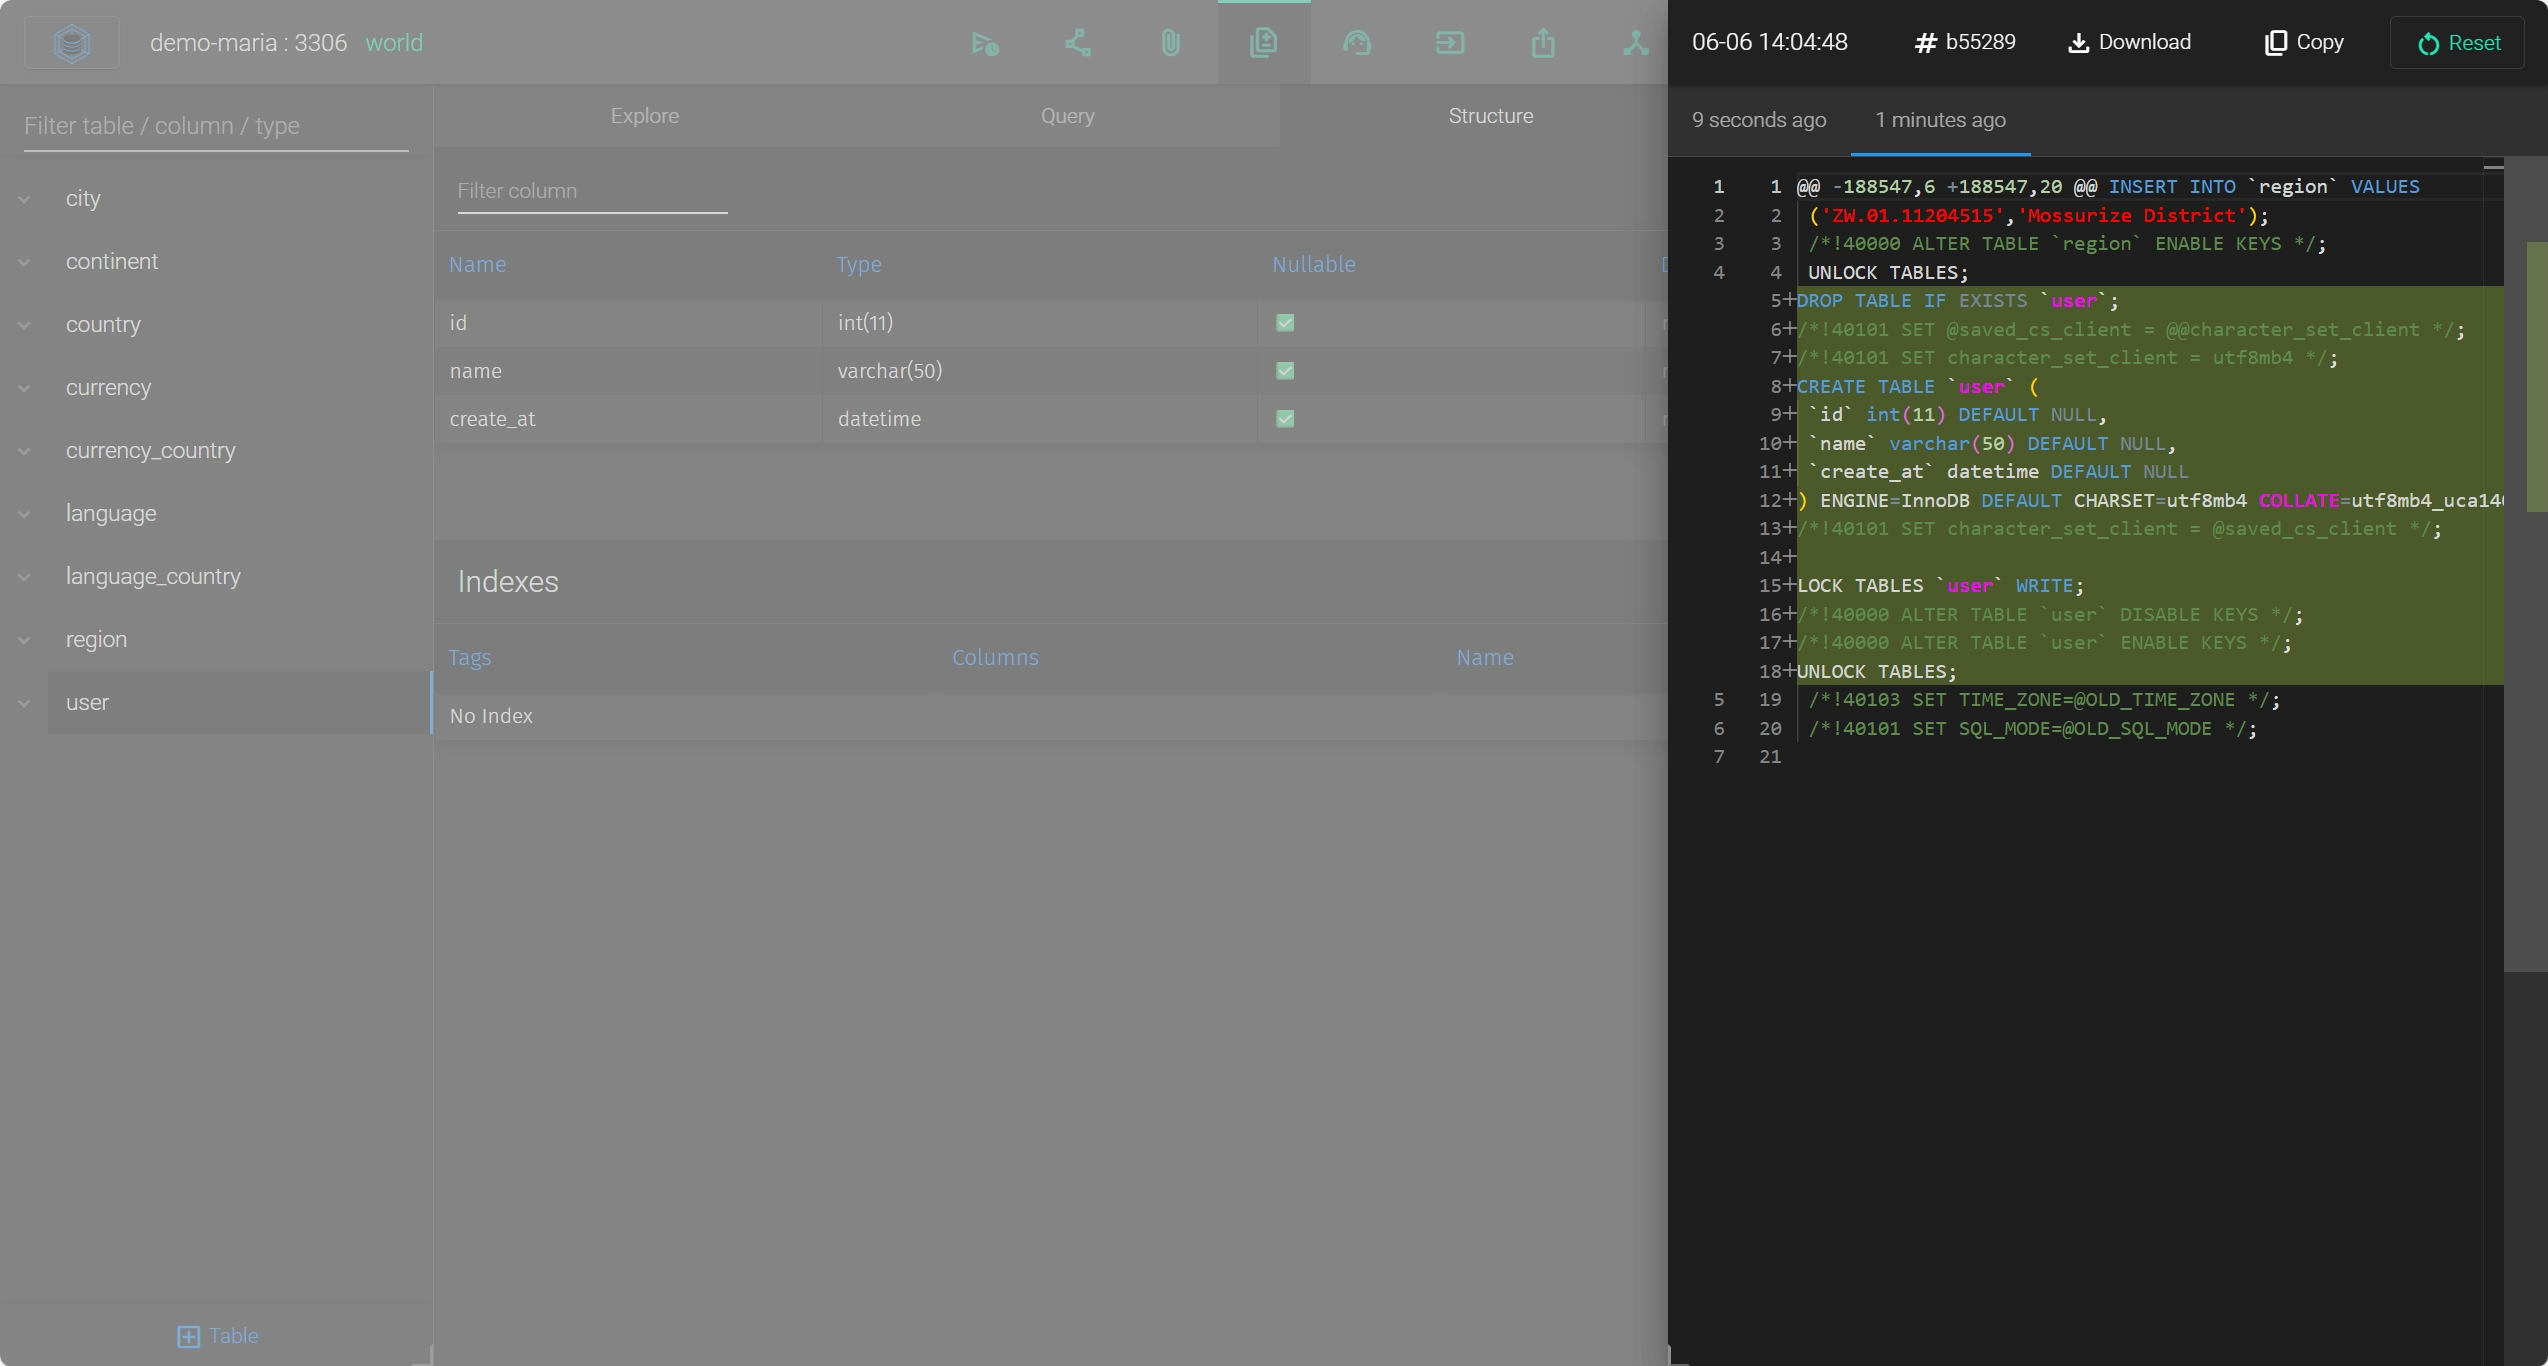 demo-maria : 3306 world
Filter table / column / type
city
continent
country
currency
currency_country
language
language_country
region
user
Table
Explore Query Structure
Filter column
Name Type Nullable
id int(11)
name varchar(50)
create_at datetime
Indexes
Tags Columns Name
No Index
06-06 14:04:48 # b55289 Download Copy Reset
9 seconds ago 1 minutes ago
1 1 @@ -188547,6 +188547,20 @@ INSERT INTO `region` VALUES
2 2 ('ZW.01.11204515','Mossurize District');
3 3 /*!40000 ALTER TABLE `region` ENABLE KEYS */;
4 4 UNLOCK TABLES;
5+DROP TABLE IF EXISTS `user`;
6+/*!40101 SET @saved_cs_client = @@character_set_client */;
7+/*!40101 SET character_set_client = utf8mb4 */;
8+CREATE TABLE `user` (
9+ `id` int(11) DEFAULT NULL,
10+ `name` varchar(50) DEFAULT NULL,
11+ `create_at` datetime DEFAULT NULL
12+) ENGINE=InnoDB DEFAULT CHARSET=utf8mb4 COLLATE=utf8mb4_uca14
13+/*!40101 SET character_set_client = @saved_cs_client */;
14+
15+LOCK TABLES `user` WRITE;
16+/*!40000 ALTER TABLE `user` DISABLE KEYS */;
17+/*!40000 ALTER TABLE `user` ENABLE KEYS */;
18+UNLOCK TABLES;
5 19 /*!40103 SET TIME_ZONE=@OLD_TIME_ZONE */;
6 20 /*!40101 SET SQL_MODE=@OLD_SQL_MODE */;
7 21